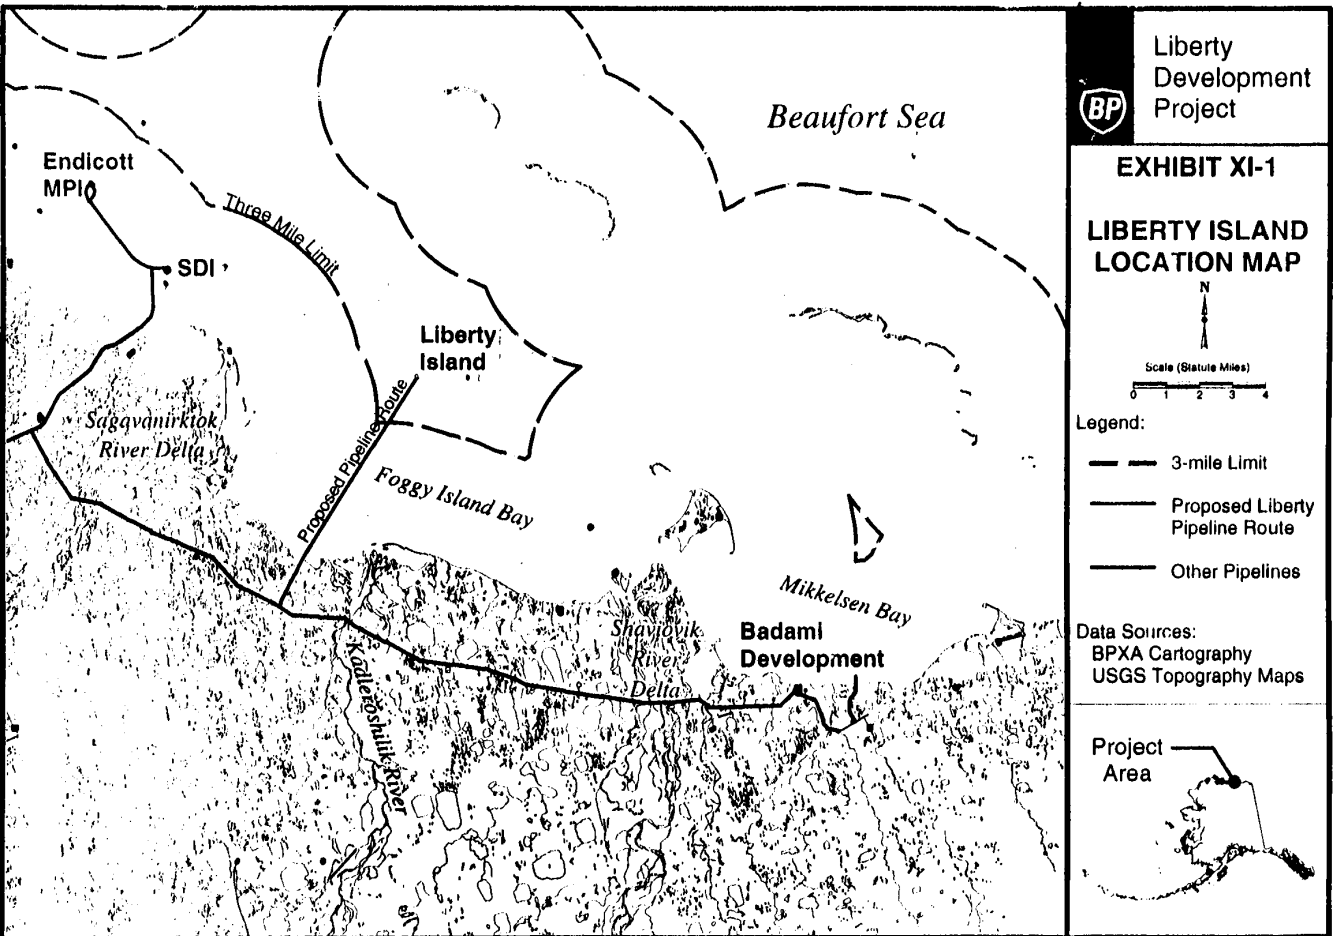 Beaufort Sea
Endicott
MPI
Three Mile Limit
SDI
Liberty
Island
Proposed Pipeline Route
Sagavanirktok
River Delta
Foggy Island Bay
Mikkelsen Bay
Shaviovik
River
Delta
Badami
Development
Kadleroshilik River
BP
Liberty
Development
Project
EXHIBIT XI-1
LIBERTY ISLAND
LOCATION MAP
N
Scale (Statute Miles)
0 1 2 3 4
Legend:
3-mile Limit
Proposed Liberty
Pipeline Route
Other Pipelines
Data Sources:
BPXA Cartography
USGS Topography Maps
Project
Area